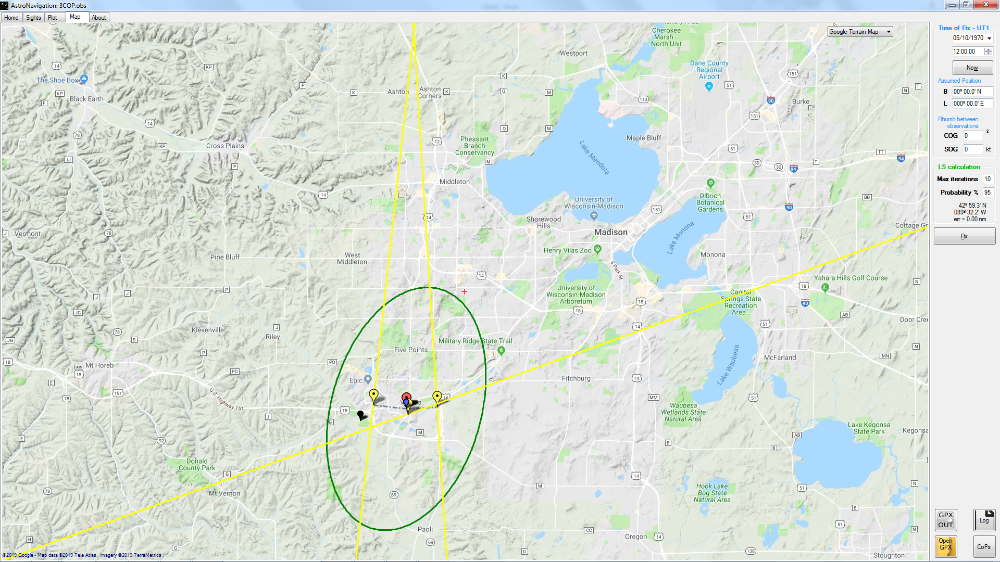 AstroNavigation: 3COP.obs
Home Sights Plot Map About
Google Terrain Map
Time of Fix - UT1
05/10/1970
12:00:00
Now
Assumed Position
B 00º 00.0' N
L 000º 00.0' E
Rhumb between
observations
COG 0 º
SOG 0 kt
LS calculation
Max iterations 10
Probability % 95
42º 59.3' N
089º 32.2' W
err = 0.00 nm
Fix
GPX
OUT
Log
Open
GPX
CoPs
Cherokee
Marsh -
North Unit
Westport
Dane County
Regional
Airport
The Shoe Box
Black Earth
Ashton
Ashton
Corners
Burke
Maple Bluff
Pheasant
Branch
Conservancy
Cross Plains
Lake Mendota
Middleton
University of
Wisconsin-Madison
Olbrich
Botanical
Gardens
Shorewood
Hills
Madison
Lake Monona
Cottage Gr
Vermont
Pine Bluff
West
Middleton
Henry Vilas Zoo
Monona
S Park St
Yahara Hills Golf Course
University of
Wisconsin-Madison
Arboretum
Capital
Springs State
Recreation
Area...
Door Cree
Klevenville
Riley
Military Ridge State Trail
Five Points
McFarland
Lake Waubesa
Mt Horeb
Epic
Fitchburg
U.S. Highway 151
Waubesa
Wetlands State
Natural Area
Lake Kegonsa
State Park
Kegonsa
Donald
County Park
Mt Vernon
Hook Lake
Bog State
Natural Area
Paoli
Oregon
Stoughton
©2019 Google - Map data ©2019 Tele Atlas, Imagery ©2019 TerraMetrics